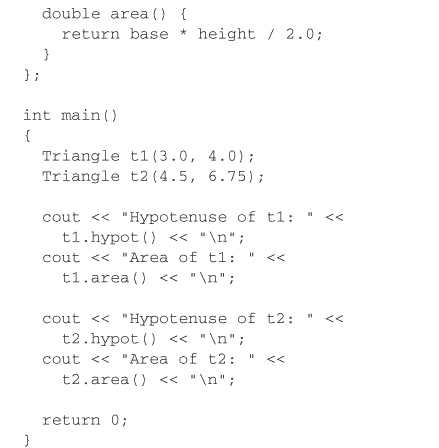 double area() {
return base * height / 2.0;
}
};
int main()
{
Triangle t1(3.0, 4.0);
Triangle t2(4.5, 6.75);
cout << "Hypotenuse of t1: " <<
t1.hypot() << "\n";
cout << "Area of t1: " <<
t1.area() << "\n";
cout << "Hypotenuse of t2: " <<
t2.hypot() << "\n";
cout << "Area of t2: " <<
t2.area() << "\n";
return 0;
}